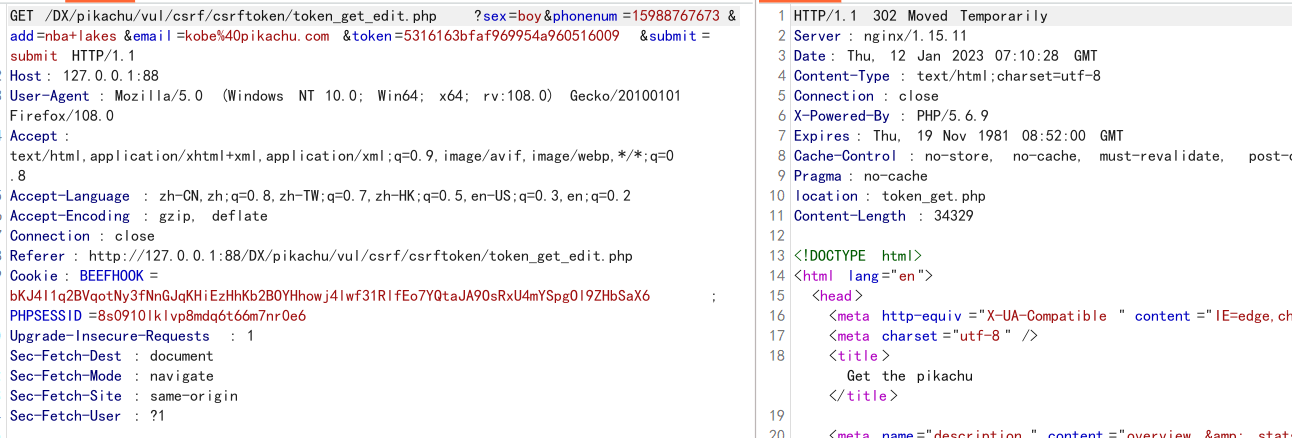 GET /DX/pikachu/vul/csrf/csrftoken/token_get_edit.php ?sex=boy&phonenum =15988767673 &
add=nba+lakes &email =kobe%40pikachu.com &token=5316163bfaf969954a960516009 &submit =
submit HTTP/1.1
Host : 127.0.0.1:88
User-Agent : Mozilla/5.0 (Windows NT 10.0; Win64; x64; rv:108.0) Gecko/20100101
Firefox/108.0
Accept :
text/html,application/xhtml+xml,application/xml;q=0.9,image/avif,image/webp,*/*;q=0
.8
Accept-Language : zh-CN,zh;q=0.8,zh-TW;q=0.7,zh-HK;q=0.5,en-US;q=0.3,en;q=0.2
Accept-Encoding : gzip, deflate
Connection : close
Referer : http://127.0.0.1:88/DX/pikachu/vul/csrf/csrftoken/token_get_edit.php
Cookie : BEEFHOOK =
bKJ4l1q2BVqotNy3fNnGJqKHiEzHhKb2BOYHhowj4lwf31RlfEo7YQtaJA9OsRxU4mYSpgOl9ZHbSaX6 ;
PHPSESSID =8s0910lklvp8mdq6t66m7nr0e6
Upgrade-Insecure-Requests : 1
Sec-Fetch-Dest : document
Sec-Fetch-Mode : navigate
Sec-Fetch-Site : same-origin
Sec-Fetch-User : ?1
1 HTTP/1.1 302 Moved Temporarily
2 Server : nginx/1.15.11
3 Date : Thu, 12 Jan 2023 07:10:28 GMT
4 Content-Type : text/html;charset=utf-8
5 Connection : close
6 X-Powered-By : PHP/5.6.9
7 Expires : Thu, 19 Nov 1981 08:52:00 GMT
8 Cache-Control : no-store, no-cache, must-revalidate, post-
9 Pragma : no-cache
10 location : token_get.php
11 Content-Length : 34329
12
13 <!DOCTYPE html>
14 <html lang="en">
15 <head>
16 <meta http-equiv ="X-UA-Compatible " content ="IE=edge,ch
17 <meta charset ="utf-8 " />
18 <title>
Get the pikachu
</title>
19
20 <meta name="description " content="overview &amp; stat